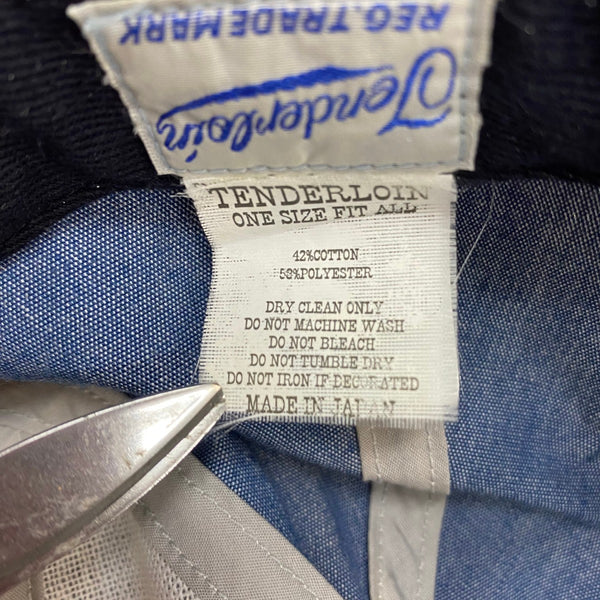 Tenderloin
REG. TRADEMARK
TENDERLOIN
ONE SIZE FIT ALL
42%COTTON
58%POLYESTER
DRY CLEAN ONLY
DO NOT MACHINE WASH
DO NOT BLEACH
DO NOT TUMBLE DRY
DO NOT IRON IF DECORATED
MADE IN JAPAN